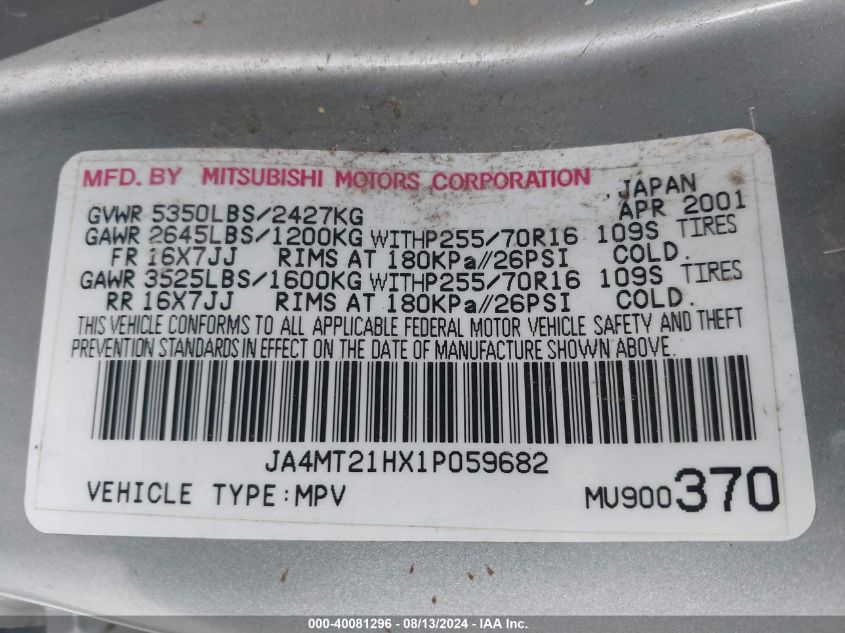 MFD. BY MITSUBISHI MOTORS CORPORATION JAPAN
GVWR 5350LBS/2427KG APR 2001
GAWR 2645LBS/1200KG WITHP255/70R16 109S TIRES
FR 16X7JJ RIMS AT 180KPa//26PSI COLD.
GAWR 3525LBS/1600KG WITHP255/70R16 109S TIRES
RR 16X7JJ RIMS AT 180KPa//26PSI COLD.
THIS VEHICLE CONFORMS TO ALL APPLICABLE FEDERAL MOTOR VEHICLE SAFETY AND THEFT
PREVENTION STANDARDS IN EFFECT ON THE DATE OF MANUFACTURE SHOWN ABOVE.
JA4MT21HX1P059682
VEHICLE TYPE:MPV MU900370
000-40081296 - 08/13/2024 - IAAI.com